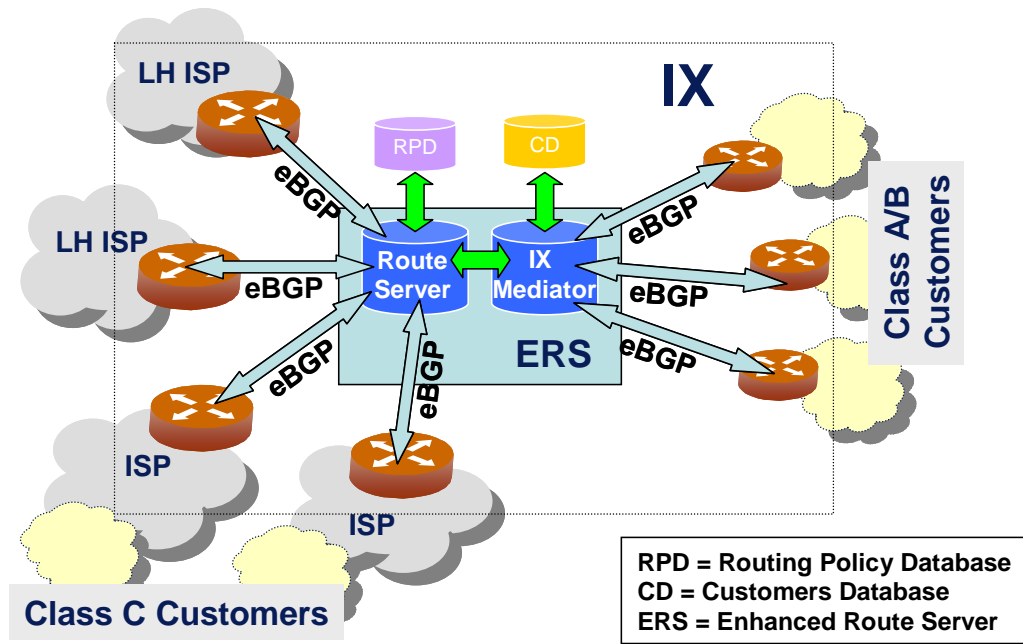 LH ISP
IX
RPD
CD
eBGP
eBGP
LH ISP
Route
Server
IX
Mediator
eBGP
eBGP
Class A/B
Customers
ERS
eBGP
eBGP
eBGP
ISP
ISP
Class C Customers
RPD = Routing Policy Database
CD = Customers Database
ERS = Enhanced Route Server